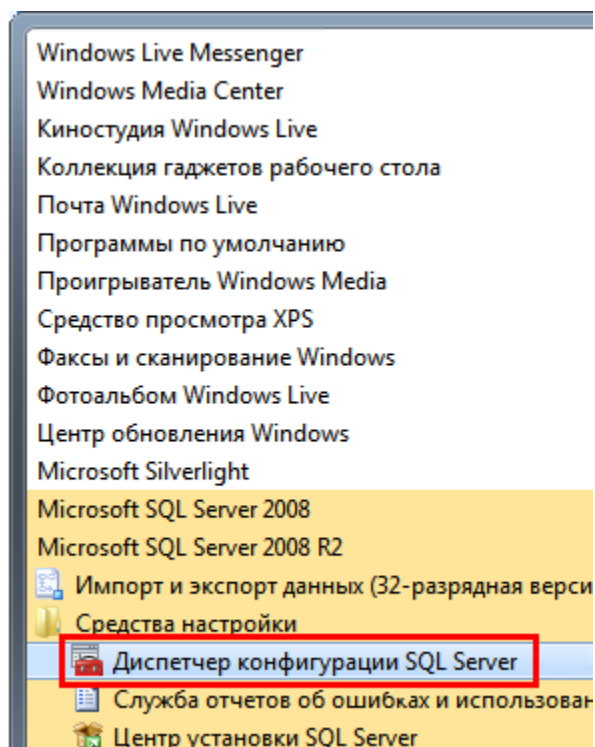 Windows Live Messenger
Windows Media Center
Киностудия Windows Live
Коллекция гаджетов рабочего стола
Почта Windows Live
Программы по умолчанию
Проигрыватель Windows Media
Средство просмотра XPS
Факсы и сканирование Windows
Фотоальбом Windows Live
Центр обновления Windows
Microsoft Silverlight
Microsoft SQL Server 2008
Microsoft SQL Server 2008 R2
Импорт и экспорт данных (32-разрядная верси
Средства настройки
Диспетчер конфигурации SQL Server
Служба отчетов об ошибках и использован
Центр установки SQL Server